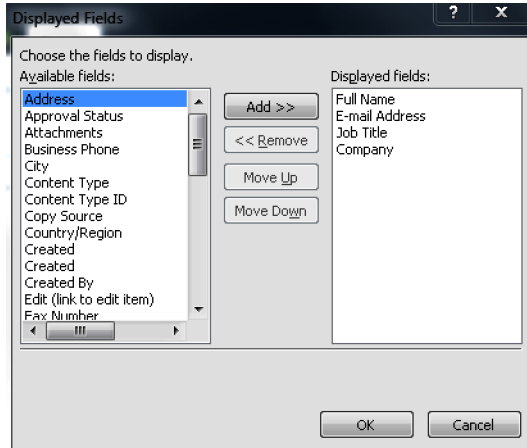 Displayed Fields
? X
Choose the fields to display.
Available fields:
Address
Approval Status
Attachments
Business Phone
City
Content Type
Content Type ID
Copy Source
Country/Region
Created
Created
Created By
Edit (link to edit item)
Fax Number
Add >>
<< Remove
Move Up
Move Down
Displayed fields:
Full Name
E-mail Address
Job Title
Company
OK
Cancel